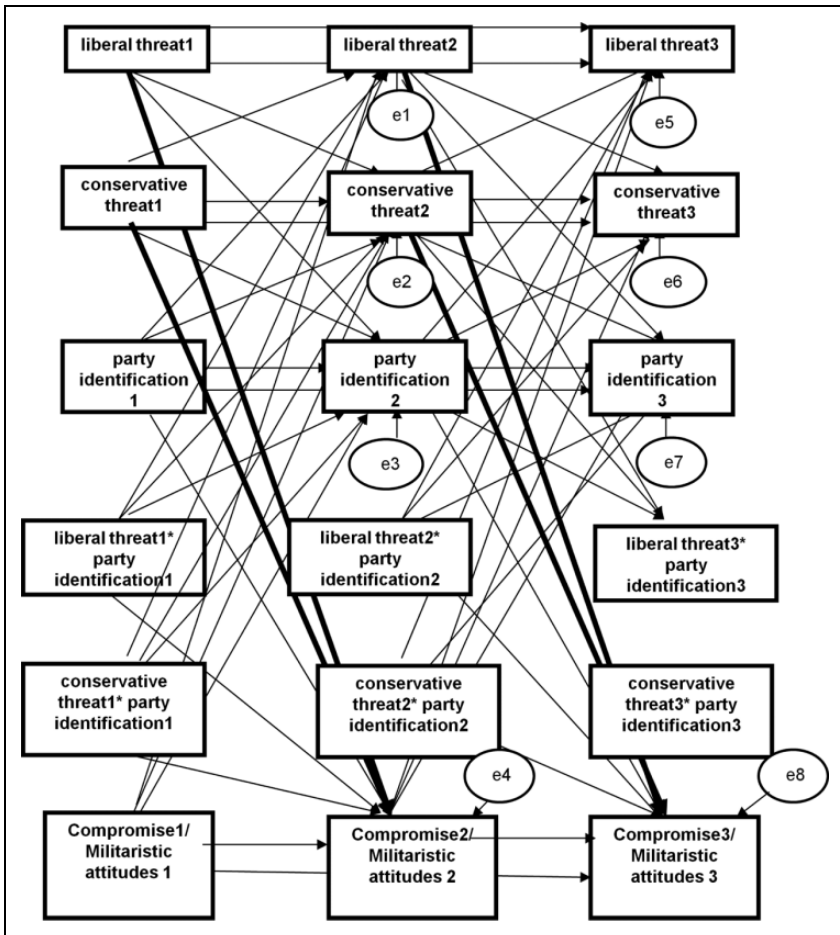 liberal threat1
liberal threat2
liberal threat3
e1
e5
conservative
threat1
conservative
threat2
conservative
threat3
e2
e6
party
identification
1
party
identification
2
party
identification
3
e3
e7
liberal threat1*
party
identification1
liberal threat2*
party
identification2
liberal threat3*
party
identification3
conservative
threat1* party
identification1
conservative
threat2* party
identification2
conservative
threat3* party
identification3
e4
e8
Compromise1/
Militaristic
attitudes 1
Compromise2/
Militaristic
attitudes 2
Compromise3/
Militaristic
attitudes 3